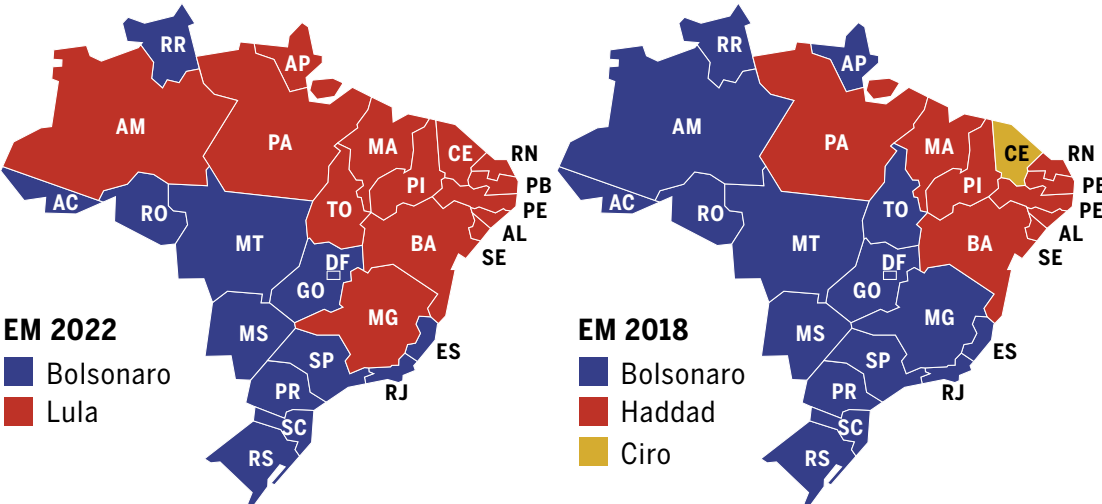 RR
AP
AM
PA
MA
CE
RN
PI
PB
AC
TO
PE
RO
AL
MT
BA
SE
DF
GO
MG
MS
ES
SP
RJ
PR
SC
RS
EM 2022
Bolsonaro
Lula
RR
AP
AM
PA
MA
CE
RN
PI
PE
AC
TO
RO
AL
MT
BA
SE
DF
GO
MG
MS
ES
SP
RJ
PR
SC
RS
EM 2018
Bolsonaro
Haddad
Ciro